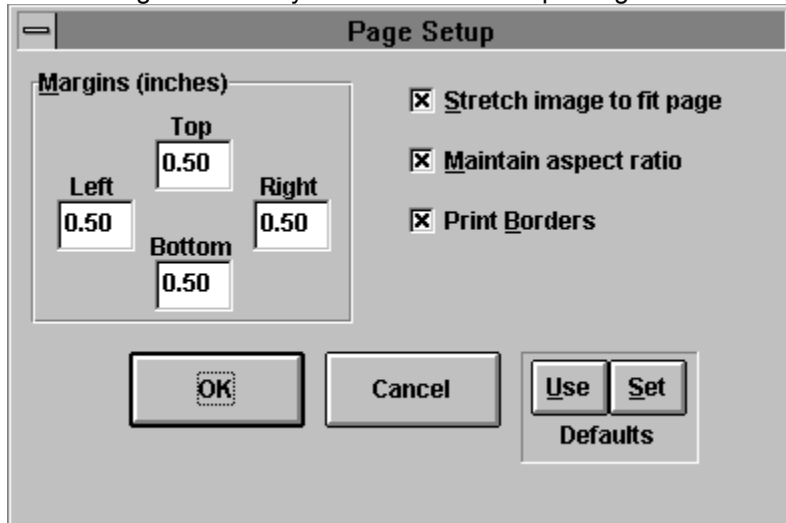 Page Setup
Margins (inches)
Top
0.50
Left
Right
0.50
0.50
Bottom
0.50
Stretch image to fit page
Maintain aspect ratio
Print Borders
OK
Cancel
Use
Set
Defaults